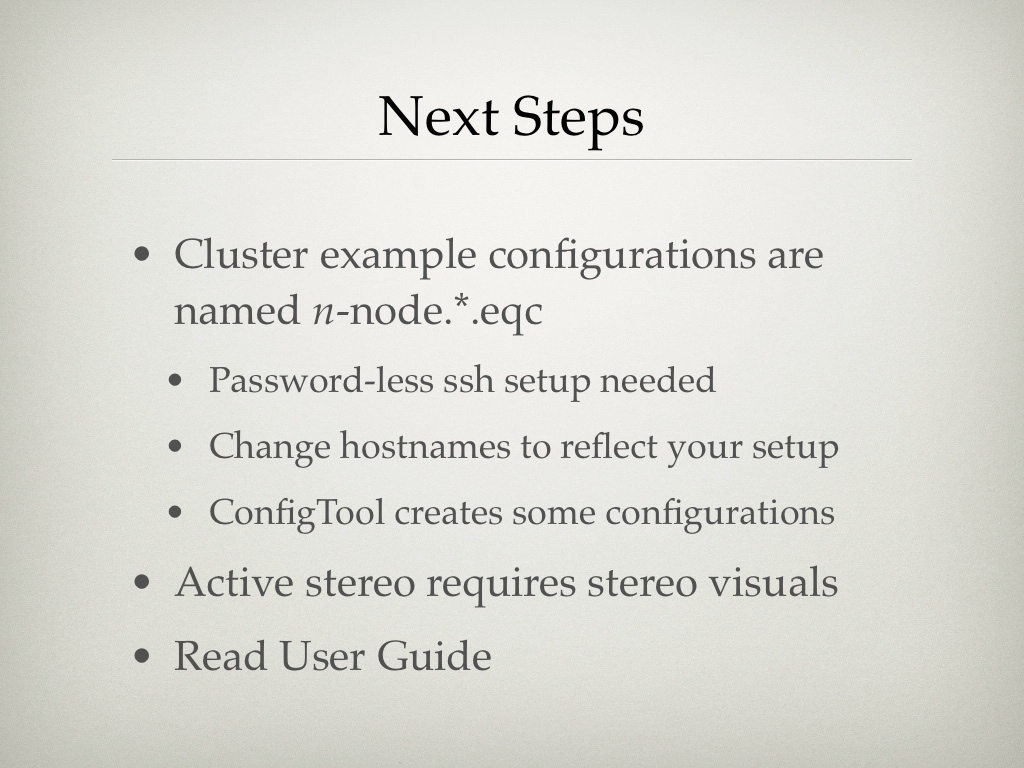 Next Steps
• Cluster example configurations are
named n-node.*.eqc
• Password-less ssh setup needed
• Change hostnames to reflect your setup
• ConfigTool creates some configurations
• Active stereo requires stereo visuals
• Read User Guide